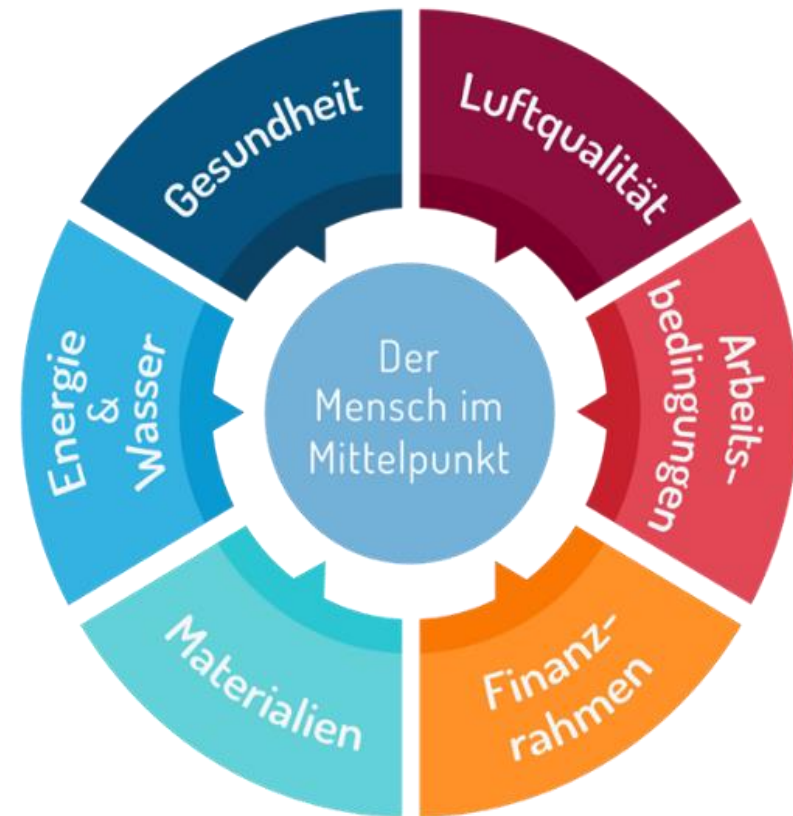 Gesundheit
Luftqualität
Arbeits-
bedingungen
Finanz-
rahmen
Materialien
Energie
&
Wasser
Der
Mensch im
Mittelpunkt